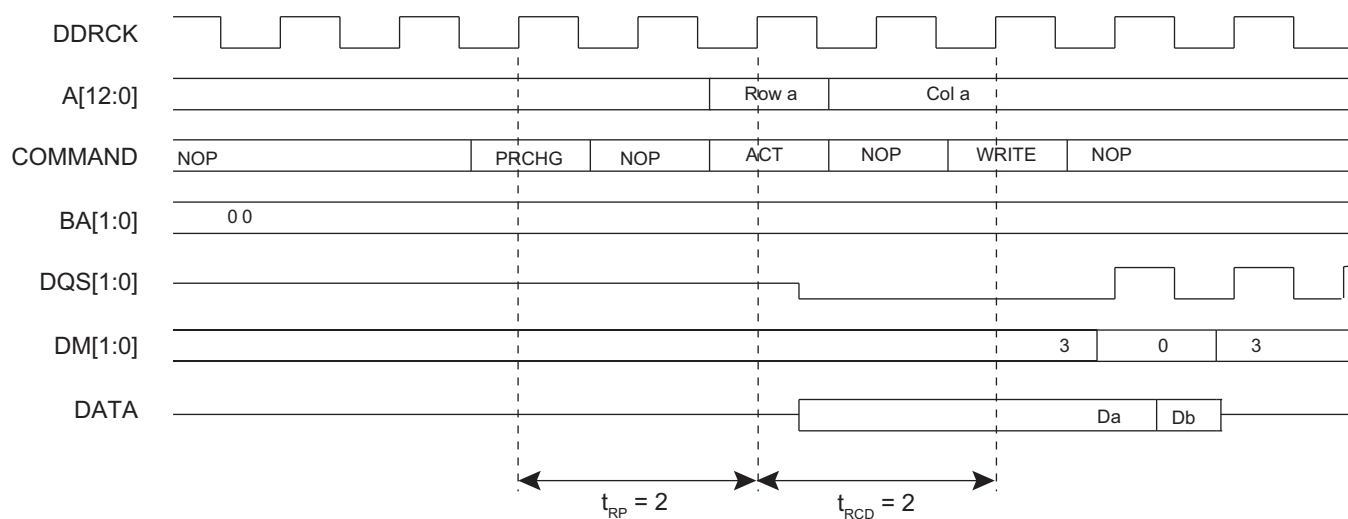 DDRCK
A[12:0] Row a Col a
COMMAND NOP PRCHG NOP ACT NOP WRITE NOP
BA[1:0] 0 0
DQS[1:0]
DM[1:0] 3 0 3
DATA Da Db
tRP = 2 tRCD = 2